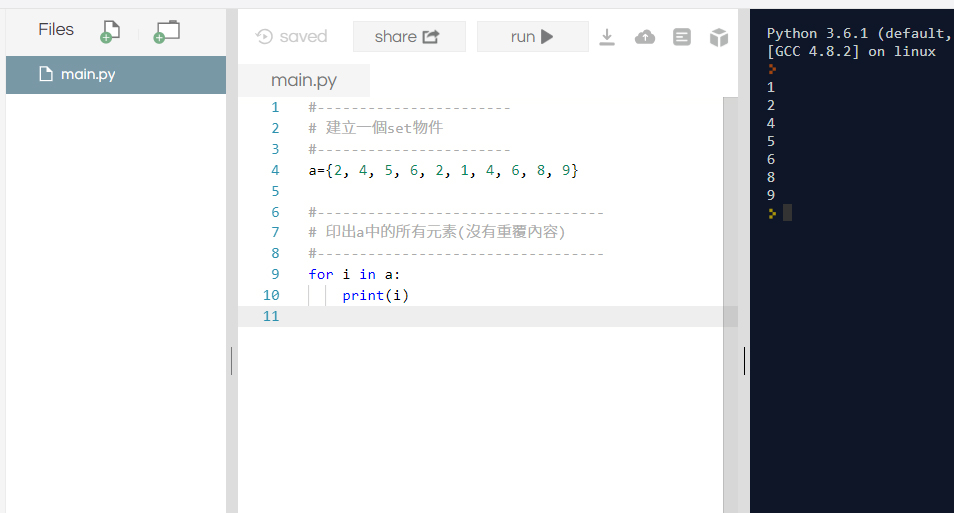 Files
main.py
saved
share
run
main.py
1 #-----------------------
2 # 建立一個set物件
3 #-----------------------
4 a={2, 4, 5, 6, 2, 1, 4, 6, 8, 9}
5
6 #----------------------------------
7 # 印出a中的所有元素(沒有重覆內容)
8 #----------------------------------
9 for i in a:
10     print(i)
11
Python 3.6.1 (default,
[GCC 4.8.2] on linux
1
2
4
5
6
8
9